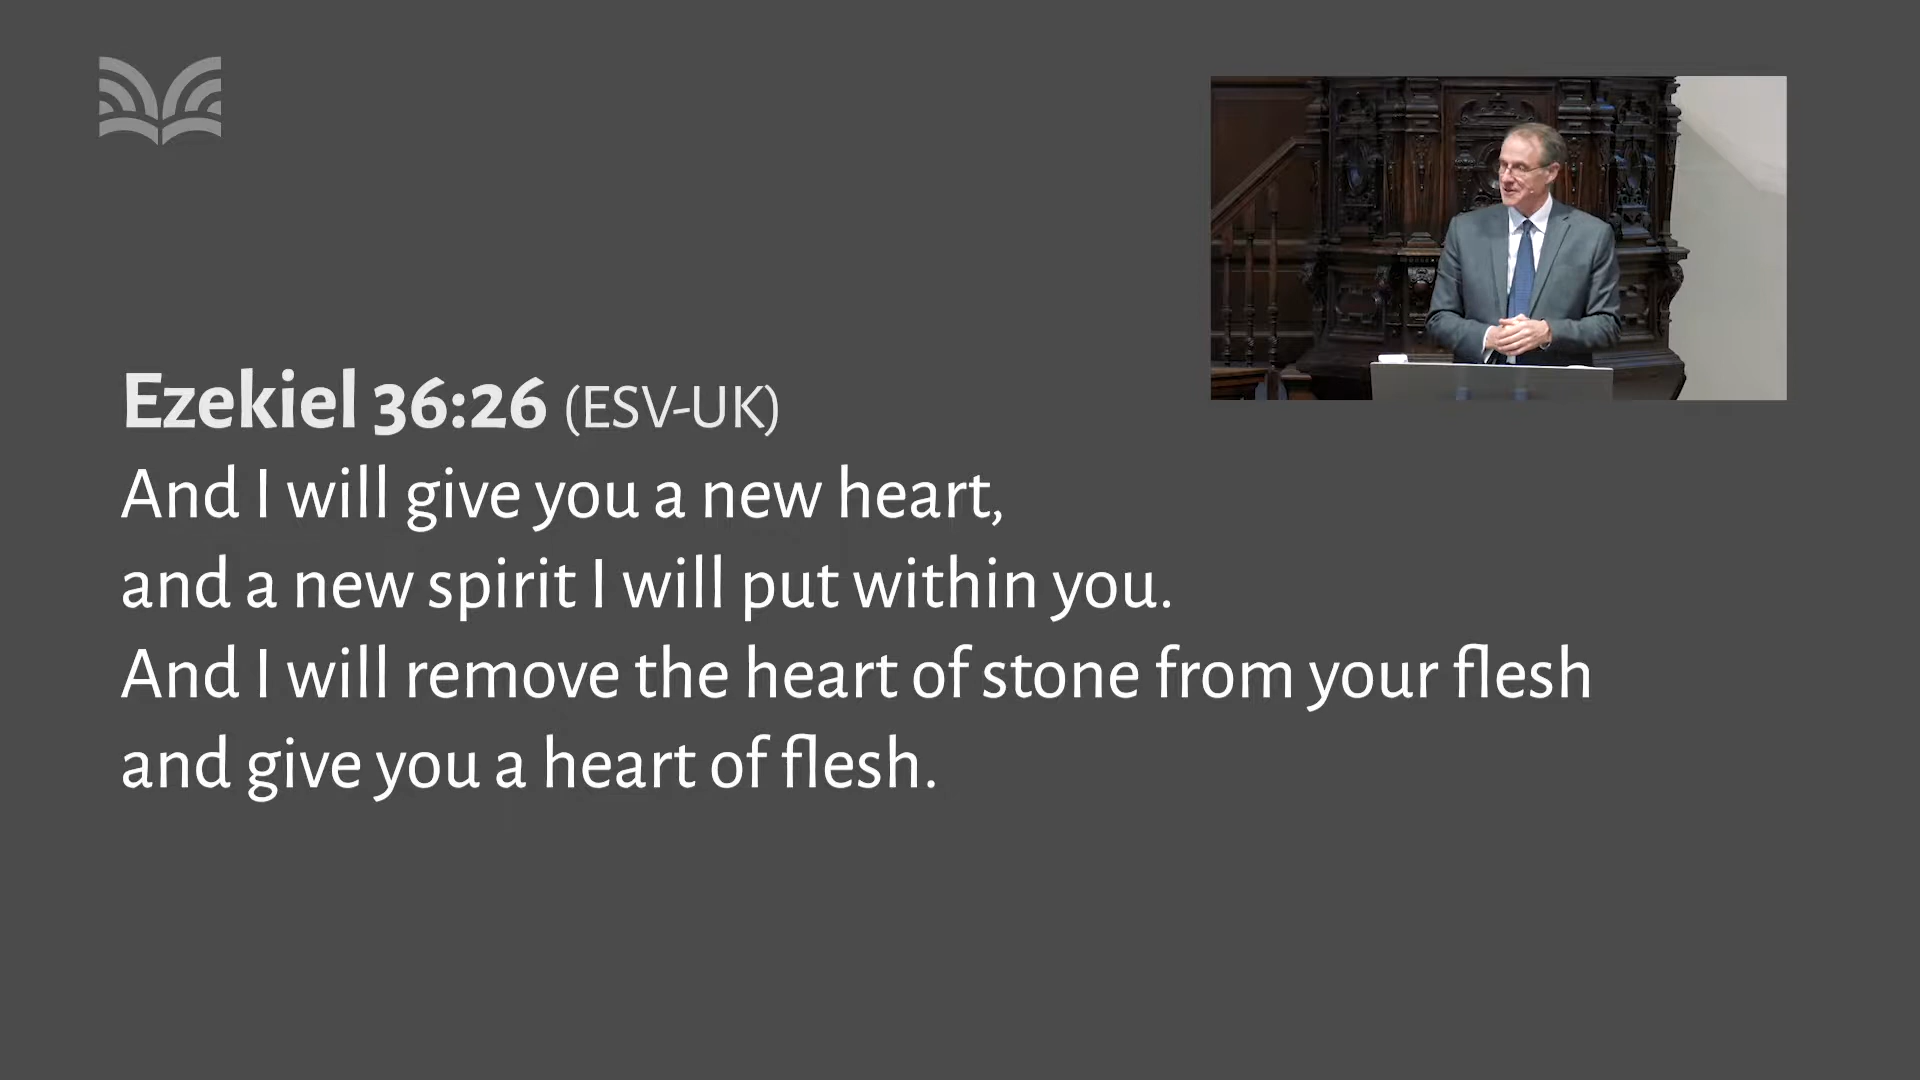 Ezekiel 36:26 (ESV-UK)
And I will give you a new heart,
and a new spirit I will put within you.
And I will remove the heart of stone from your flesh
and give you a heart of flesh.